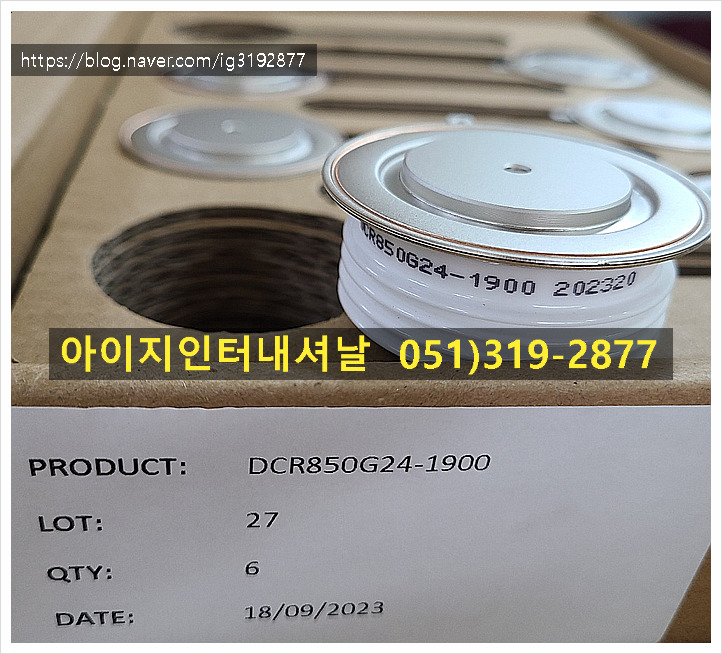 https://blog.naver.com/ig3192877
CR850G24-1900 202320
아이지인터내셔날 051)319-2877
PRODUCT: DCR850G24-1900
LOT: 27
QTY: 6
DATE: 18/09/2023